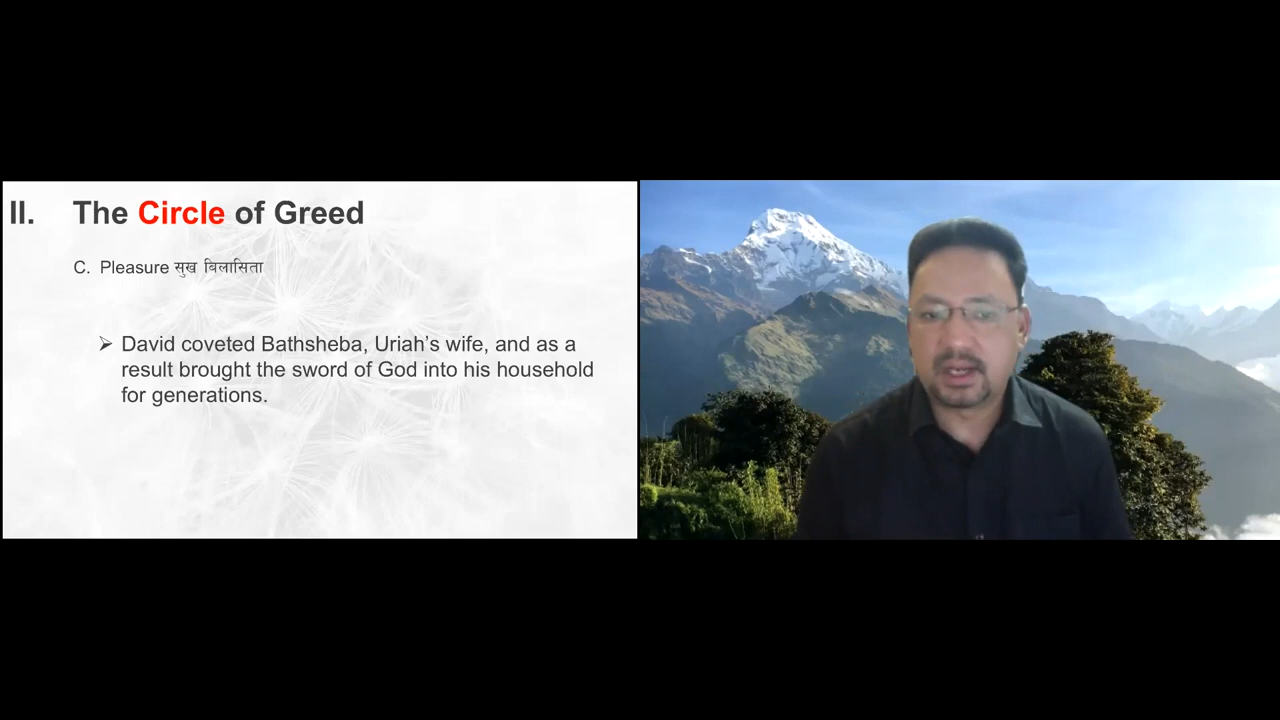 II. The Circle of Greed
C. Pleasure सुख बिलासिता
➢ David coveted Bathsheba, Uriah’s wife, and as a
result brought the sword of God into his household
for generations.